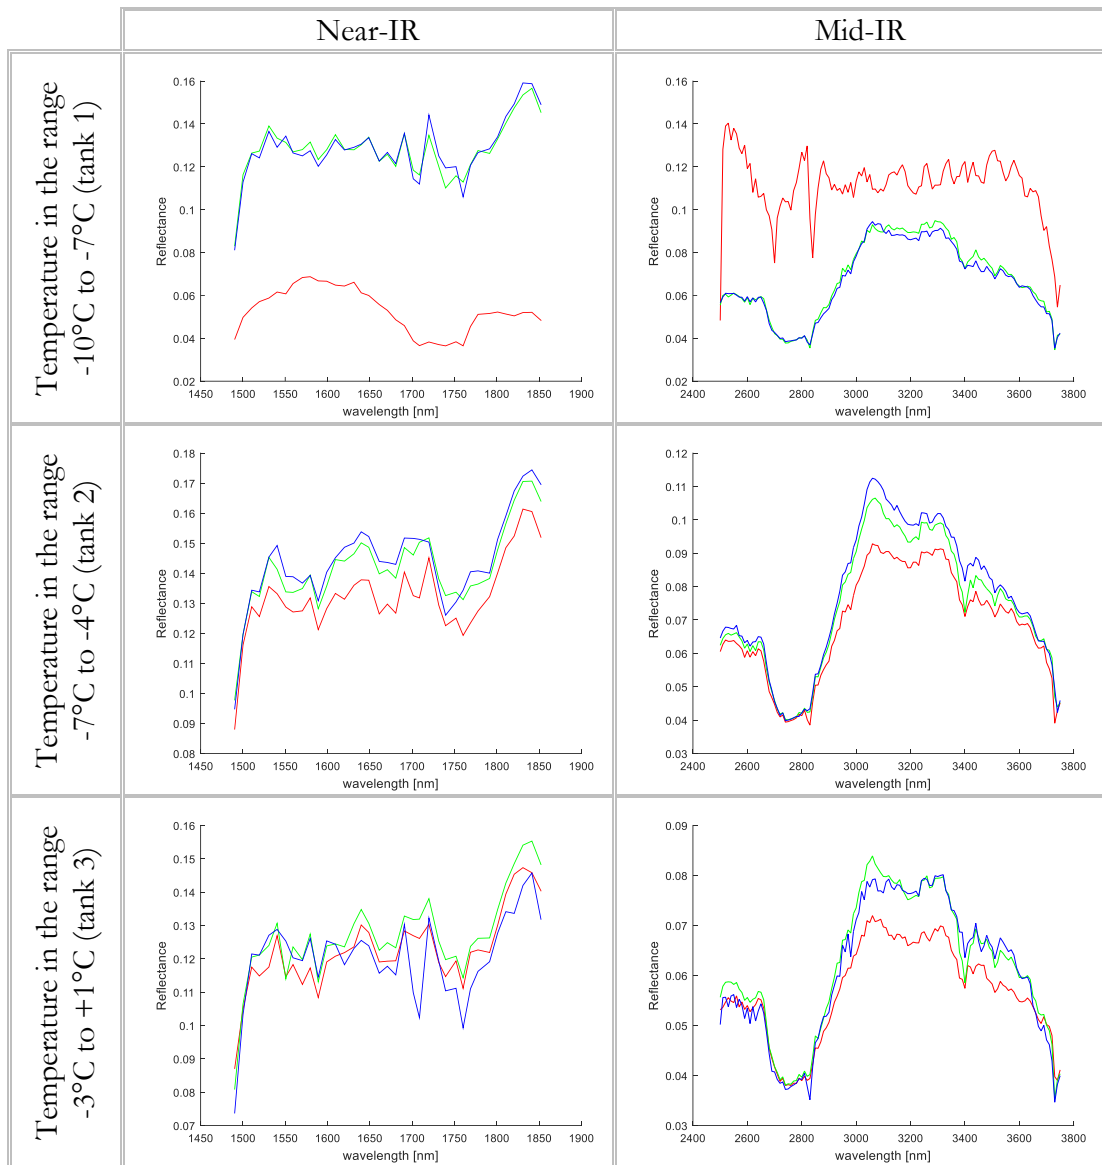 Near-IR
Mid-IR
Temperature in the range
-10°C to -7°C (tank 1)
0.16
0.14
0.12
0.1
0.08
0.06
0.04
0.02
Reflectance
1450 1500 1550 1600 1650 1700 1750 1800 1850 1900
wavelength [nm]
0.16
0.14
0.12
0.1
0.08
0.06
0.04
0.02
Reflectance
2400 2600 2800 3000 3200 3400 3600 3800
wavelength [nm]
Temperature in the range
-7°C to -4°C (tank 2)
0.18
0.17
0.16
0.15
0.14
0.13
0.12
0.11
0.1
0.09
0.08
Reflectance
1450 1500 1550 1600 1650 1700 1750 1800 1850 1900
wavelength [nm]
0.12
0.11
0.1
0.09
0.08
0.07
0.06
0.05
0.04
0.03
Reflectance
2400 2600 2800 3000 3200 3400 3600 3800
wavelength [nm]
Temperature in the range
-3°C to +1°C (tank 3)
0.16
0.15
0.14
0.13
0.12
0.11
0.1
0.09
0.08
0.07
Reflectance
1450 1500 1550 1600 1650 1700 1750 1800 1850 1900
wavelength [nm]
0.09
0.08
0.07
0.06
0.05
0.04
0.03
Reflectance
2400 2600 2800 3000 3200 3400 3600 3800
wavelength [nm]